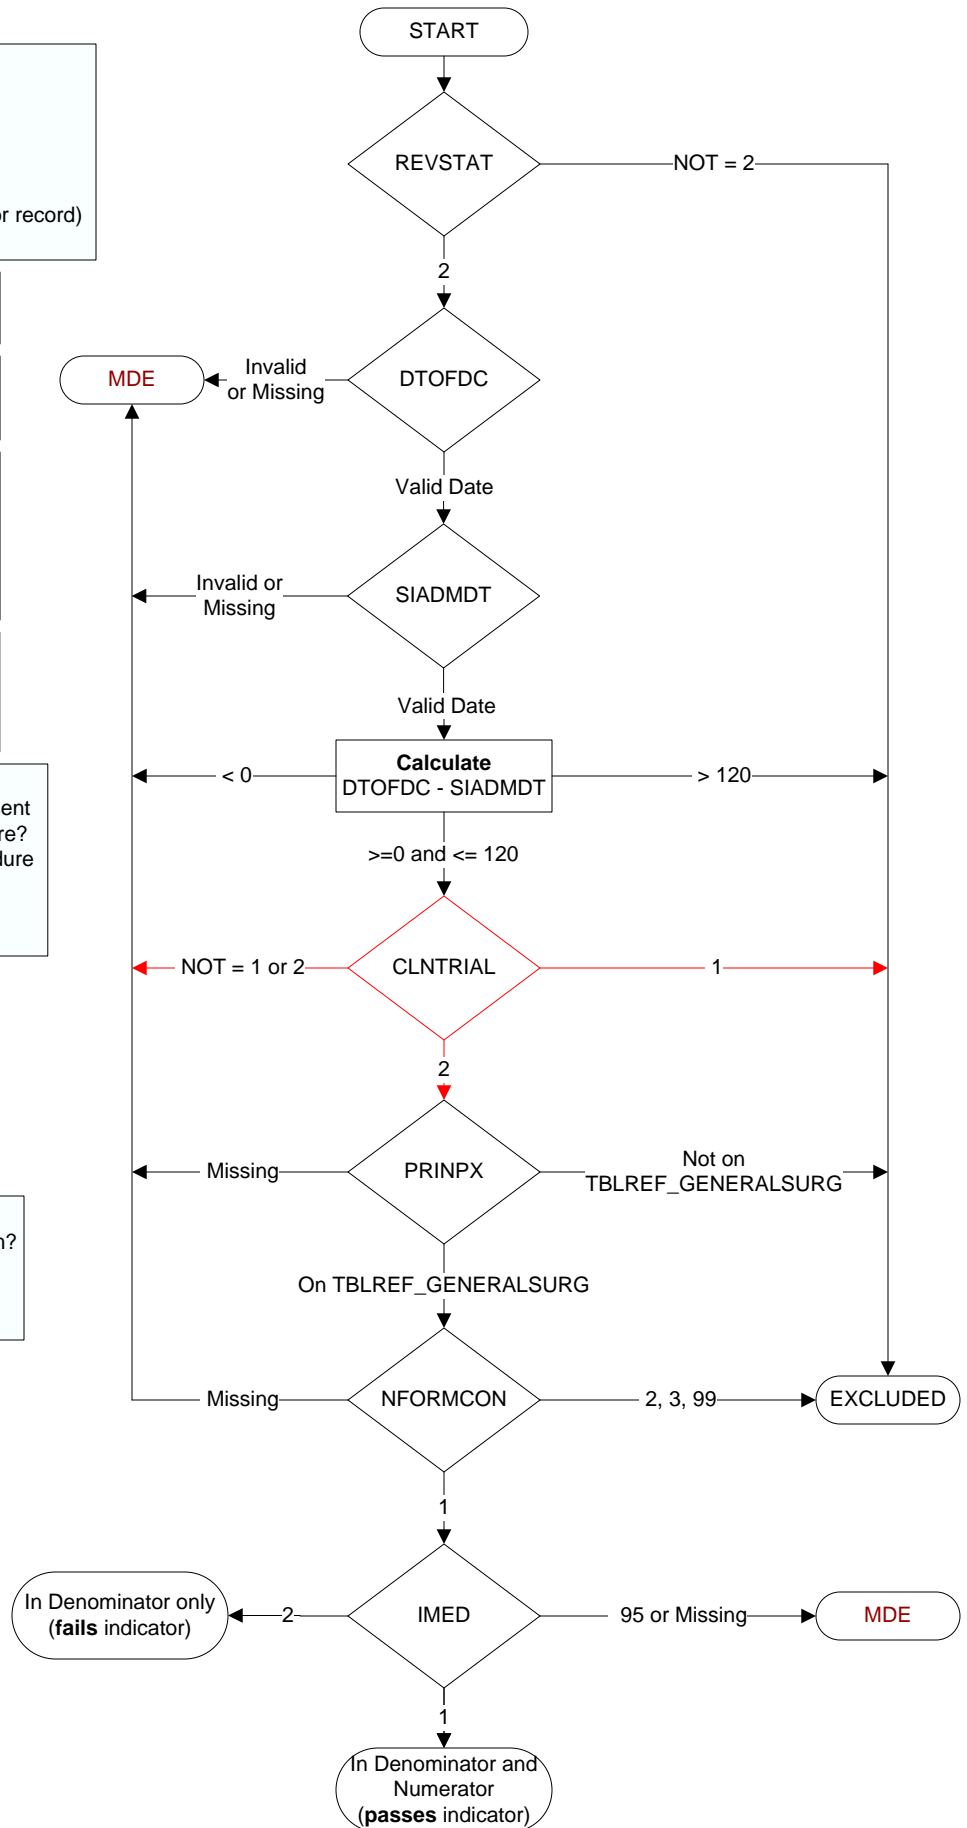 START
REVSTAT
NOT = 2
or record)
2
Invalid
or Missing
MDE
DTOFDC
Valid Date
Invalid or
Missing
SIADMDT
Valid Date
< 0
Calculate
DTOFDC - SIADMDT
> 120
ent
re?
dure
>=0 and <= 120
NOT = 1 or 2
CLNTRIAL
1
2
Missing
PRINPX
Not on
TBLREF_GENERALSURG
n?
On TBLREF_GENERALSURG
Missing
NFORMCON
2, 3, 99
EXCLUDED
1
In Denominator only
(fails indicator)
2
IMED
95 or Missing
MDE
1
In Denominator and
Numerator
(passes indicator)